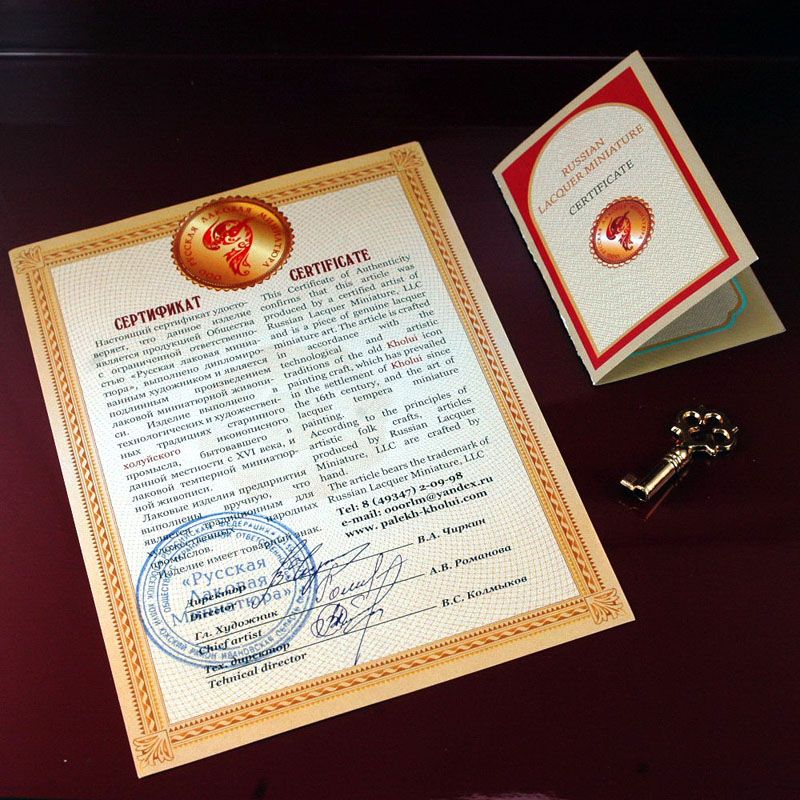 ООО РУССКАЯ ЛАКОВАЯ МИНИАТЮРА
СЕРТИФИКАТ
Настоящий сертификат удосто-
веряет, что данное изделие
является продукцией Общества
с ограниченной ответственно-
стью «Русская лаковая миниа-
тюра», выполнено дипломиро-
ванным художником и является
подлинным произведением
лаковой миниатюрной живопи-
си. Изделие выполнено в
технологических и художествен-
ных традициях старинного
холуйского иконописного
промысла, бытовавшего в
данной местности с XVI века, и
лаковой темперной миниатюр-
ной живописи.
Лаковые изделия предприятия
выполнены вручную, что
является традиционным для
художественных народных
промыслов.
Изделие имеет товарный знак.
CERTIFICATE
This Certificate of Authenticity
confirms that this article was
produced by a certified artist of
Russian Lacquer Miniature, LLC
and is a piece of genuine lacquer
miniature art. The article is crafted
in accordance with the
technological and artistic
traditions of the old Kholui icon
painting craft, which has prevailed
in the settlement of Kholui since
the 16th century, and the art of
lacquer tempera miniature
painting.
According to the principles of
artistic folk crafts, articles
produced by Russian Lacquer
Miniature, LLC are crafted by
hand.
The article bears the trademark of
Russian Lacquer Miniature, LLC
Tel: 8 (49347) 2-09-98
e-mail: ooorlm@yandex.ru
www. palekh-kholui.com
Директор
Director
В.А. Чиркин
Гл. Художник
Chief artist
А.В. Романова
Тех. директор
Tehnical director
В.С. Колмыков
«Русская
Лаковая
Миниатюра»
RUSSIAN
LACQUER MINIATURE
CERTIFICATE